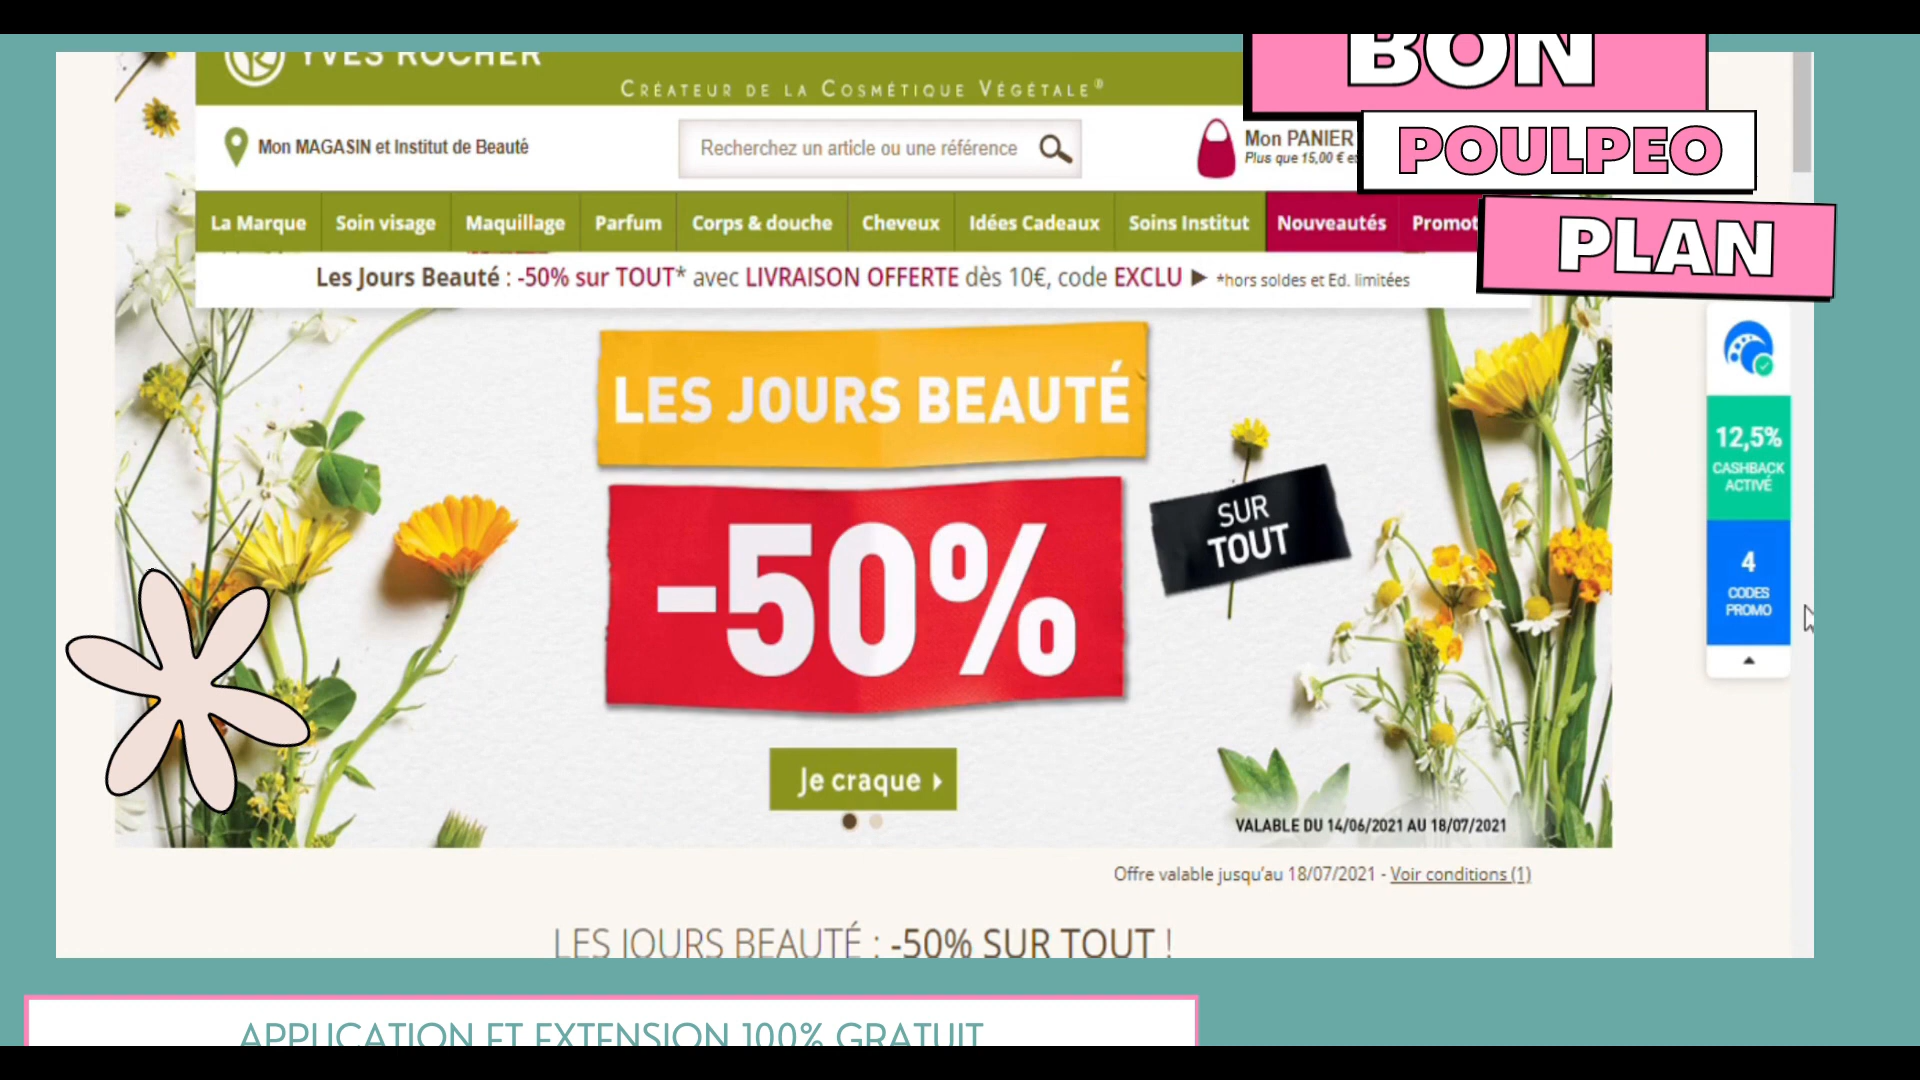 YVES ROCHER
CRÉATEUR DE LA COSMÉTIQUE VÉGÉTALE®
BON
POULPEO
PLAN
Mon MAGASIN et Institut de Beauté
Recherchez un article ou une référence
Mon PANIER
Plus que 15,00 €
La Marque Soin visage Maquillage Parfum Corps & douche Cheveux Idées Cadeaux Soins Institut Nouveautés Promot
Les Jours Beauté : -50% sur TOUT* avec LIVRAISON OFFERTE dès 10€, code EXCLU ▶ *hors soldes et Ed. limitées
LES JOURS BEAUTÉ
-50%
SUR
TOUT
12,5%
CASHBACK
ACTIVÉ
4
CODES
PROMO
Je craque
VALABLE DU 14/06/2021 AU 18/07/2021
Offre valable jusqu'au 18/07/2021 - Voir conditions (1)
LES JOURS BEAUTÉ : -50% SUR TOUT !
APPLICATION ET EXTENSION 100% GRATUIT